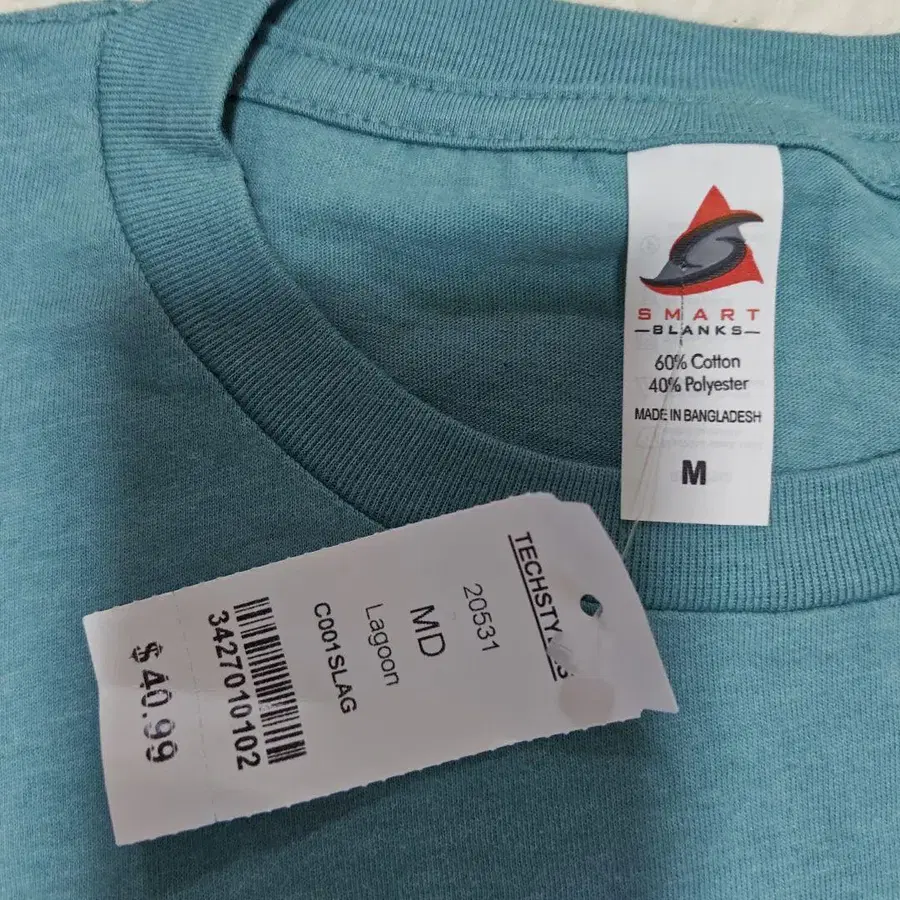 SMART
BLANKS
60% Cotton
40% Polyester
MADE IN BANGLADESH
M
20531
MD
Lagoon
C001SLAG
3427010102
$40.99